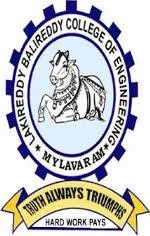 LAKIREDDY BALIREDDY COLLEGE OF ENGINEERING
MYLAVARAM
TRUTH ALWAYS TRIUMPHS
HARD WORK PAYS